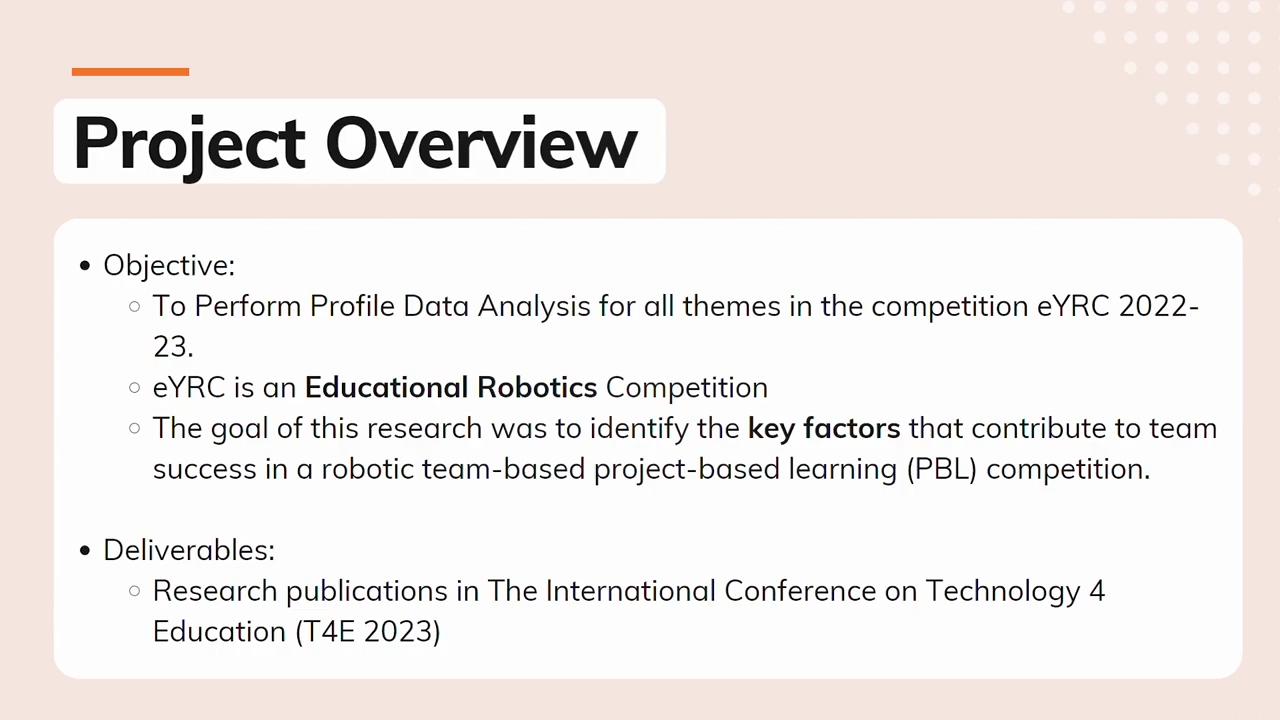 Project Overview
• Objective:
○ To Perform Profile Data Analysis for all themes in the competition eYRC 2022-
23.
○ eYRC is an Educational Robotics Competition
○ The goal of this research was to identify the key factors that contribute to team
success in a robotic team-based project-based learning (PBL) competition.
• Deliverables:
○ Research publications in The International Conference on Technology 4
Education (T4E 2023)